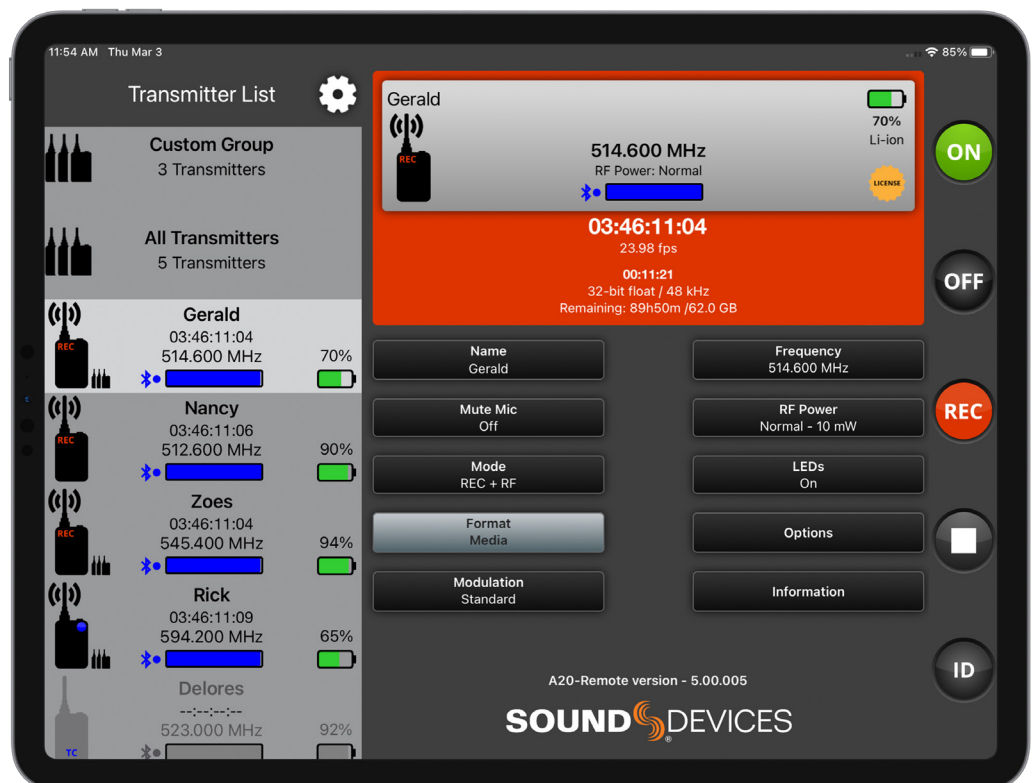 11:54 AM Thu Mar 3
85%
Transmitter List
Custom Group
3 Transmitters
All Transmitters
5 Transmitters
REC
Gerald
03:46:11:04
514.600 MHz
70%
REC
Nancy
03:46:11:06
512.600 MHz
90%
REC
Zoes
03:46:11:04
545.400 MHz
94%
Rick
03:46:11:09
594.200 MHz
65%
Delores
--:--:--:--
523.000 MHz
92%
TC
Gerald
REC
514.600 MHz
RF Power: Normal
70%
Li-ion
LICENSE
03:46:11:04
23.98 fps
00:11:21
32-bit float / 48 kHz
Remaining: 89h50m /62.0 GB
Name
Gerald
Frequency
514.600 MHz
Mute Mic
Off
RF Power
Normal - 10 mW
Mode
REC + RF
LEDs
On
Format
Media
Options
Modulation
Standard
Information
A20-Remote version - 5.00.005
SOUND DEVICES
®
ON
OFF
REC
ID